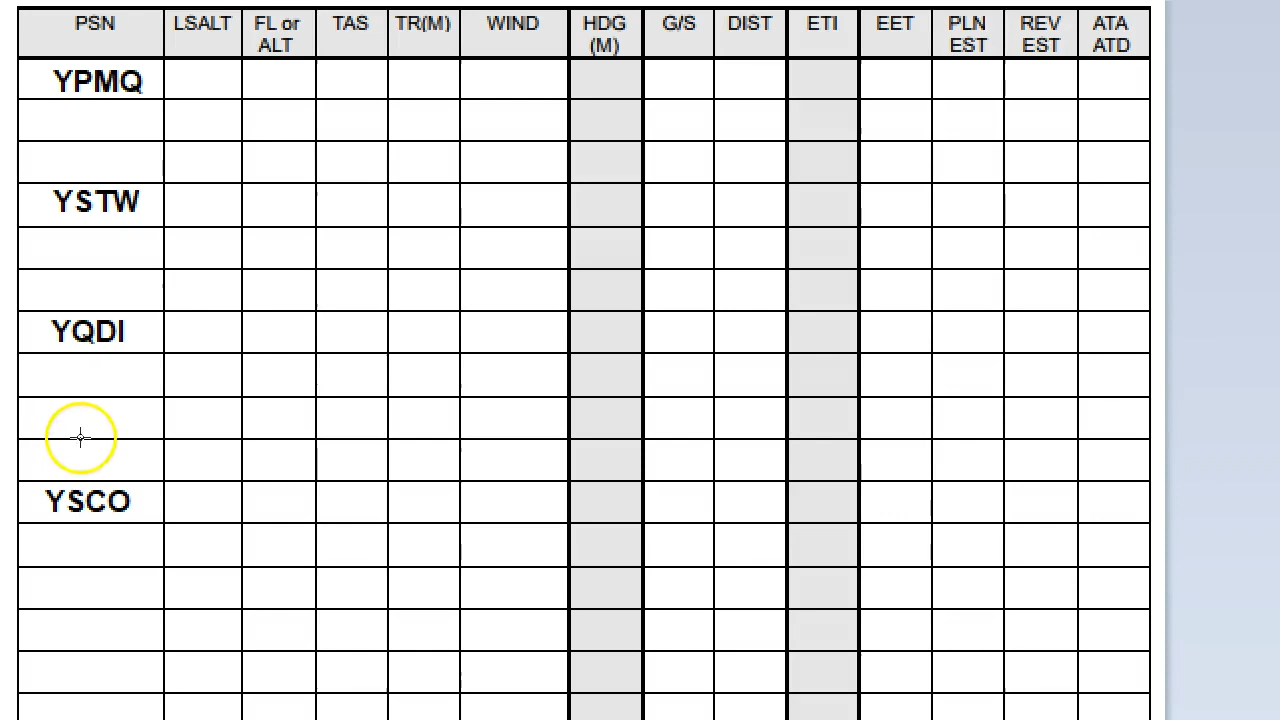 PSN LSALT FL or ALT TAS TR(M) WIND HDG (M) G/S DIST ETI EET PLN EST REV EST ATA ATD
YPMQ
YSTW
YQDI
YSCO